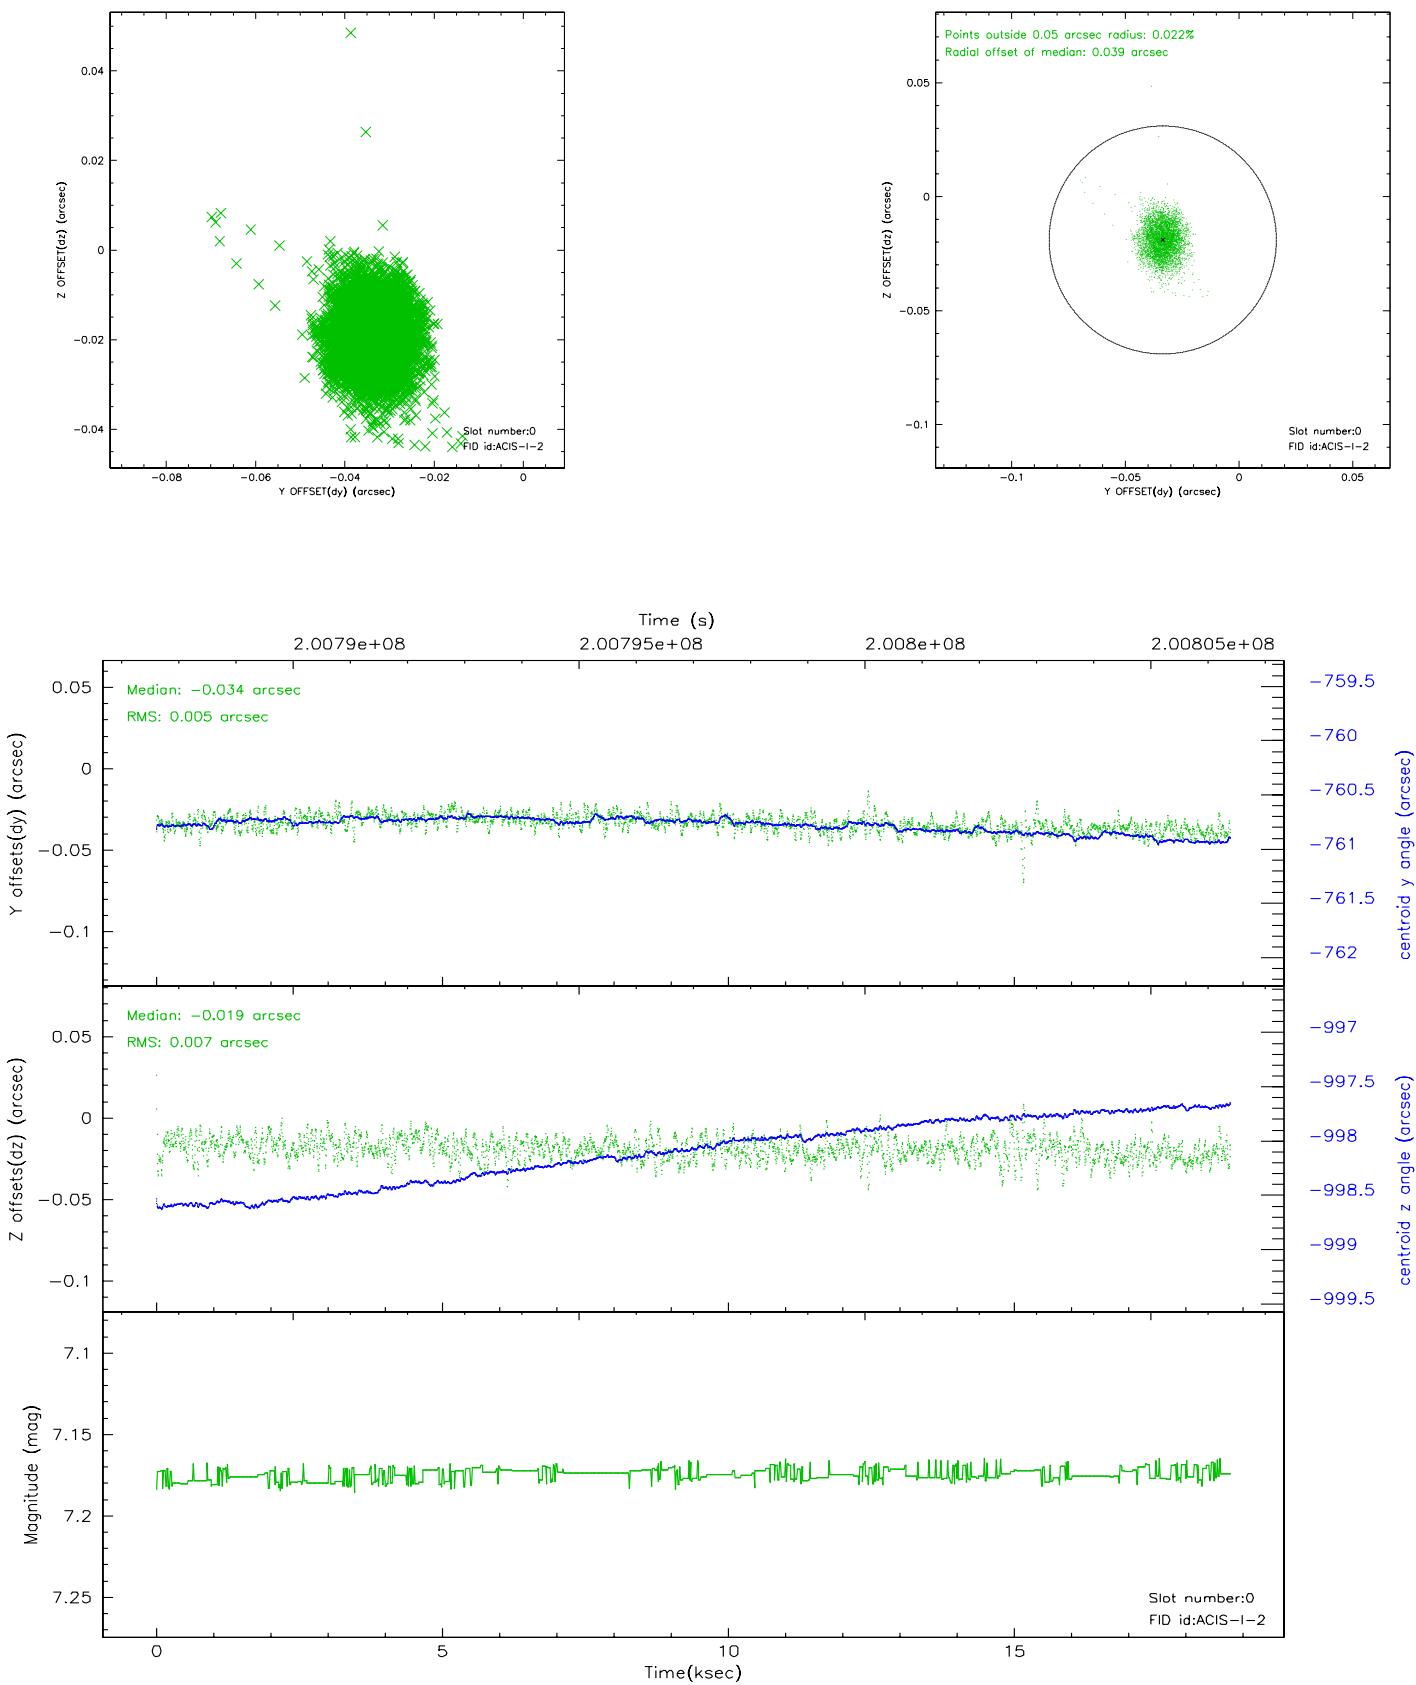 0.04
0.02
0
−0.02
−0.04
Z OFFSET(dz) (arcsec)
−0.08 −0.06 −0.04 −0.02 0
Y OFFSET(dy) (arcsec)
Slot number:0
FID id:ACIS−I−2
Points outside 0.05 arcsec radius: 0.022%
Radial offset of median: 0.039 arcsec
0.05
0
−0.05
−0.1
Z OFFSET(dz) (arcsec)
−0.1 −0.05 0 0.05
Y OFFSET(dy) (arcsec)
Slot number:0
FID id:ACIS−I−2
Time (s)
2.0079e+08 2.00795e+08 2.008e+08 2.00805e+08
Median: −0.034 arcsec
RMS: 0.005 arcsec
0.05
0
−0.05
−0.1
Y offsets(dy) (arcsec)
−759.5
−760
−760.5
−761
−761.5
−762
centroid y angle (arcsec)
Median: −0.019 arcsec
RMS: 0.007 arcsec
0.05
0
−0.05
−0.1
Z offsets(dz) (arcsec)
−997
−997.5
−998
−998.5
−999
−999.5
centroid z angle (arcsec)
7.1
7.15
7.2
7.25
Magnitude (mag)
Slot number:0
FID id:ACIS−I−2
0 5 10 15
Time(ksec)